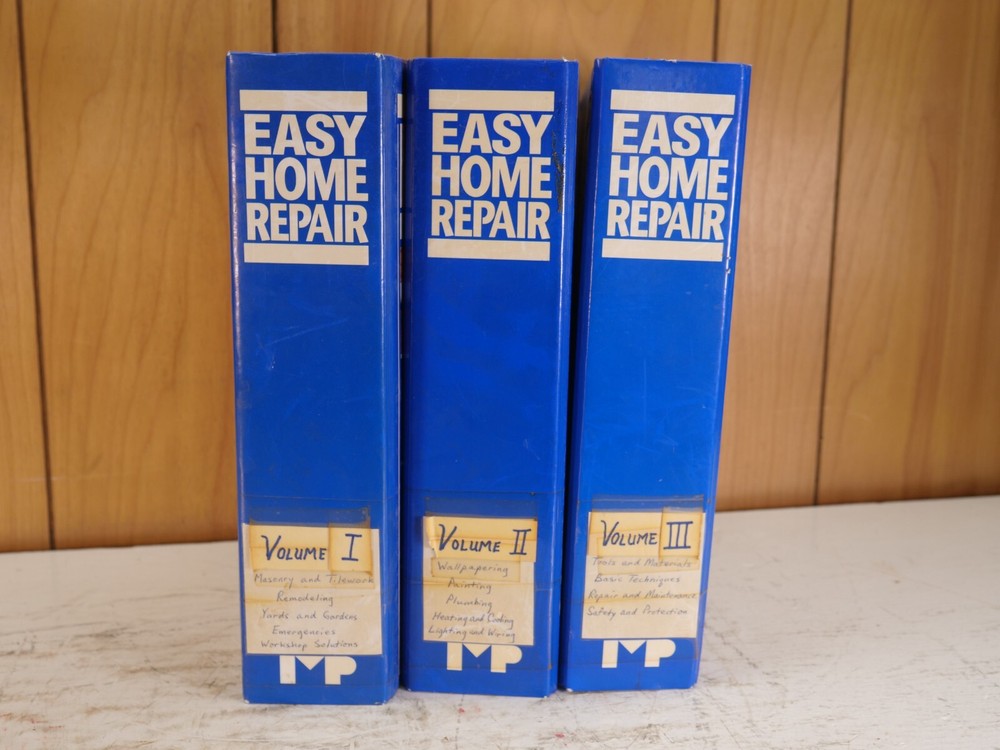 EASY
HOME
REPAIR
VOLUME I
Masonry and Tilework
Remodeling
Yards and Gardens
Emergencies
Workshop Solutions
IMP
EASY
HOME
REPAIR
VOLUME II
Wallpapering
Painting
Plumbing
Heating and Cooling
Lighting and Wiring
IMP
EASY
HOME
REPAIR
VOLUME III
Tools and Materials
Basic Techniques
Repair and Maintenance
Safety and Protection
IMP